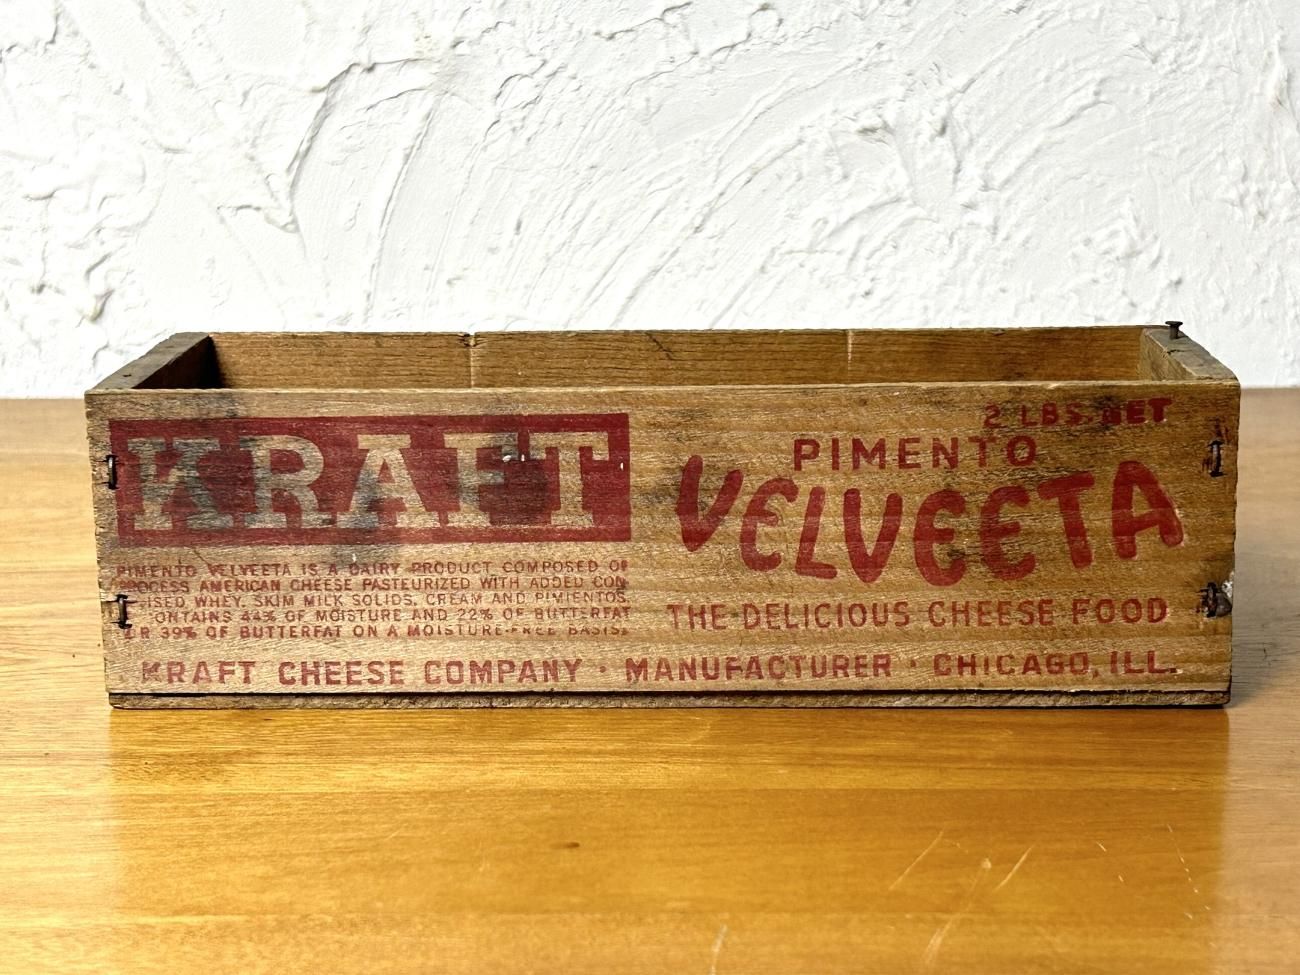 KRAFT
PIMENTO VELVEETA IS A DAIRY PRODUCT COMPOSED OF
PROCESS AMERICAN CHEESE PASTEURIZED WITH ADDED CON-
ISED WHEY, SKIM MILK SOLIDS, CREAM AND PIMIENTOS.
ONTAINS 44% OF MOISTURE AND 22% OF BUTTERFAT
OR 39% OF BUTTERFAT ON A MOISTURE-FREE BASIS.
2 LBS. NET
PIMENTO
VELVEETA
THE DELICIOUS CHEESE FOOD
KRAFT CHEESE COMPANY · MANUFACTURER · CHICAGO, ILL.